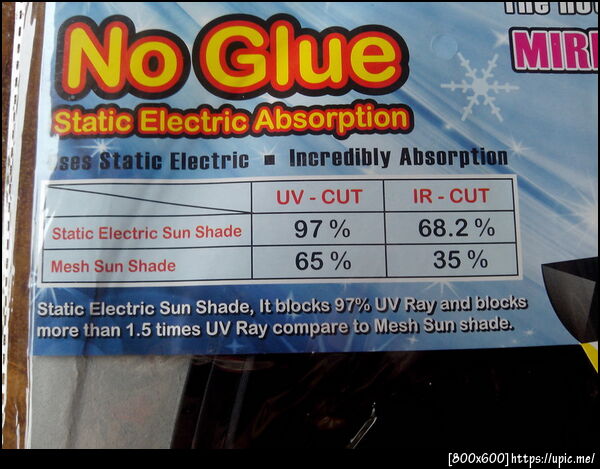 No Glue
Static Electric Absorption
Static Electric ■ Incredibly Absorption
UV - CUT IR - CUT
Static Electric Sun Shade 97 % 68.2 %
Mesh Sun Shade 65 % 35 %
Static Electric Sun Shade, It blocks 97% UV Ray and blocks
more than 1.5 times UV Ray compare to Mesh Sun shade.
[800x600]https://upic.me/